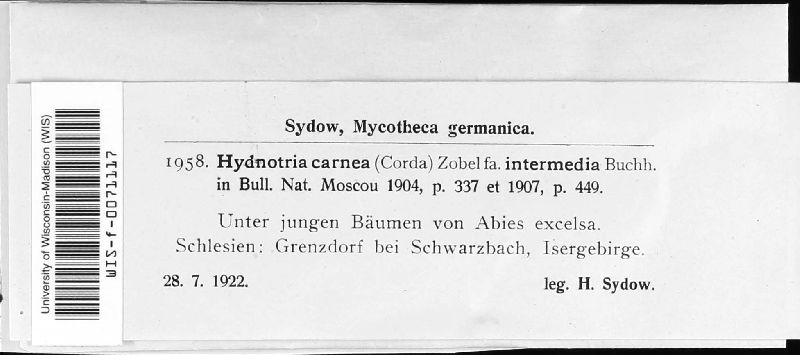 University of Wisconsin-Madison (WIS)
WIS-f-0071117
Sydow, Mycotheca germanica.
1958. Hydnotria carnea (Corda) Zobel fa. intermedia Buchh.
in Bull. Nat. Moscou 1904, p. 337 et 1907, p. 449.
Unter jungen Bäumen von Abies excelsa.
Schlesien: Grenzdorf bei Schwarzbach, Isergebirge.
28. 7. 1922. leg. H. Sydow.